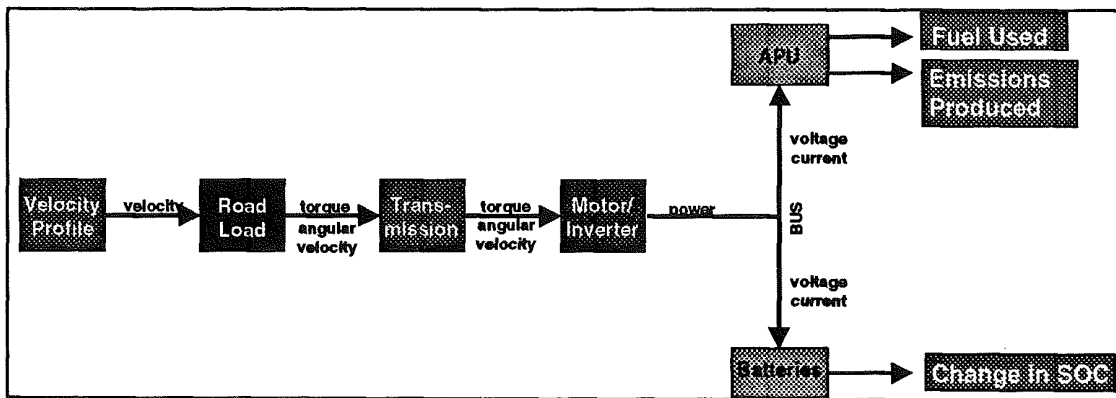 APU
Fuel Used
Emissions
Produced
voltage
current
Velocity
Profile
velocity
Road
Load
torque
angular
velocity
Trans-
mission
torque
angular
velocity
Motor/
Inverter
power
BUS
voltage
current
Batteries
Change in SOC